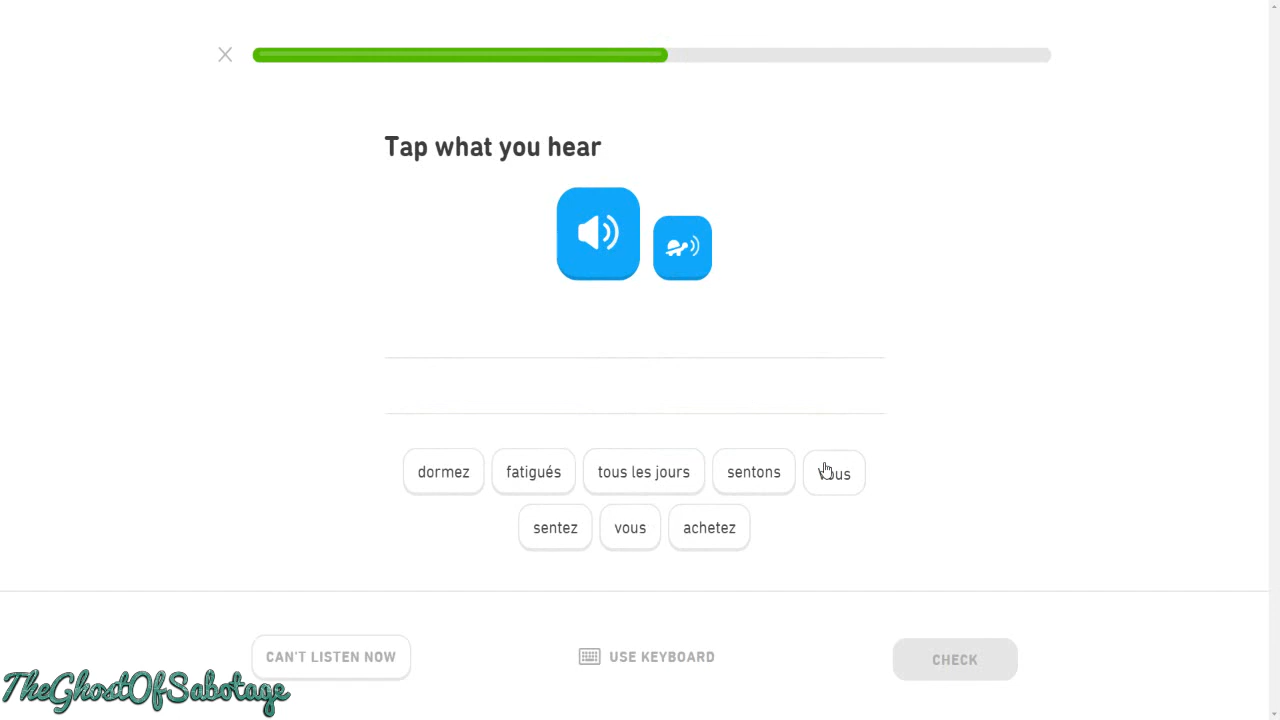 Tap what you hear
dormez fatigués tous les jours sentons Vous
sentez vous achetez
CAN'T LISTEN NOW USE KEYBOARD CHECK
TheGhostOfSabotage